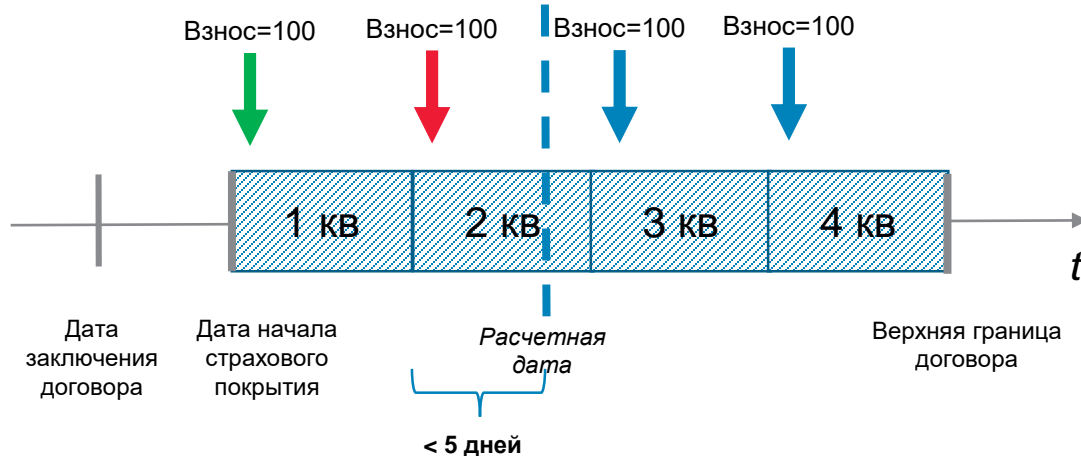 Взнос=100
Взнос=100
Взнос=100
Взнос=100
1 кв
2 кв
3 кв
4 кв
t
Дата
заключения
договора
Дата начала
страхового
покрытия
Расчетная
дата
Верхняя граница
договора
< 5 дней